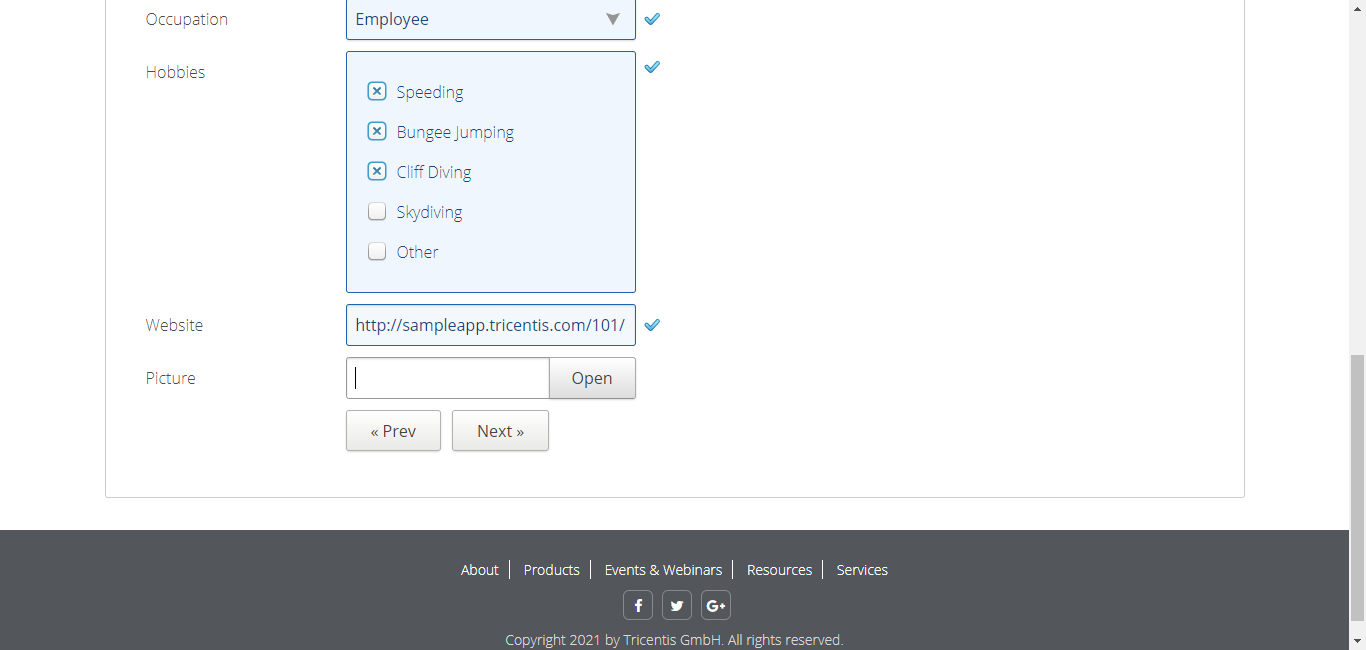 Occupation Employee
Hobbies
Speeding
Bungee Jumping
Cliff Diving
Skydiving
Other
Website http://sampleapp.tricentis.com/101/
Picture Open
« Prev Next »
About Products Events & Webinars Resources Services
f G+
Copyright 2021 by Tricentis GmbH. All rights reserved.